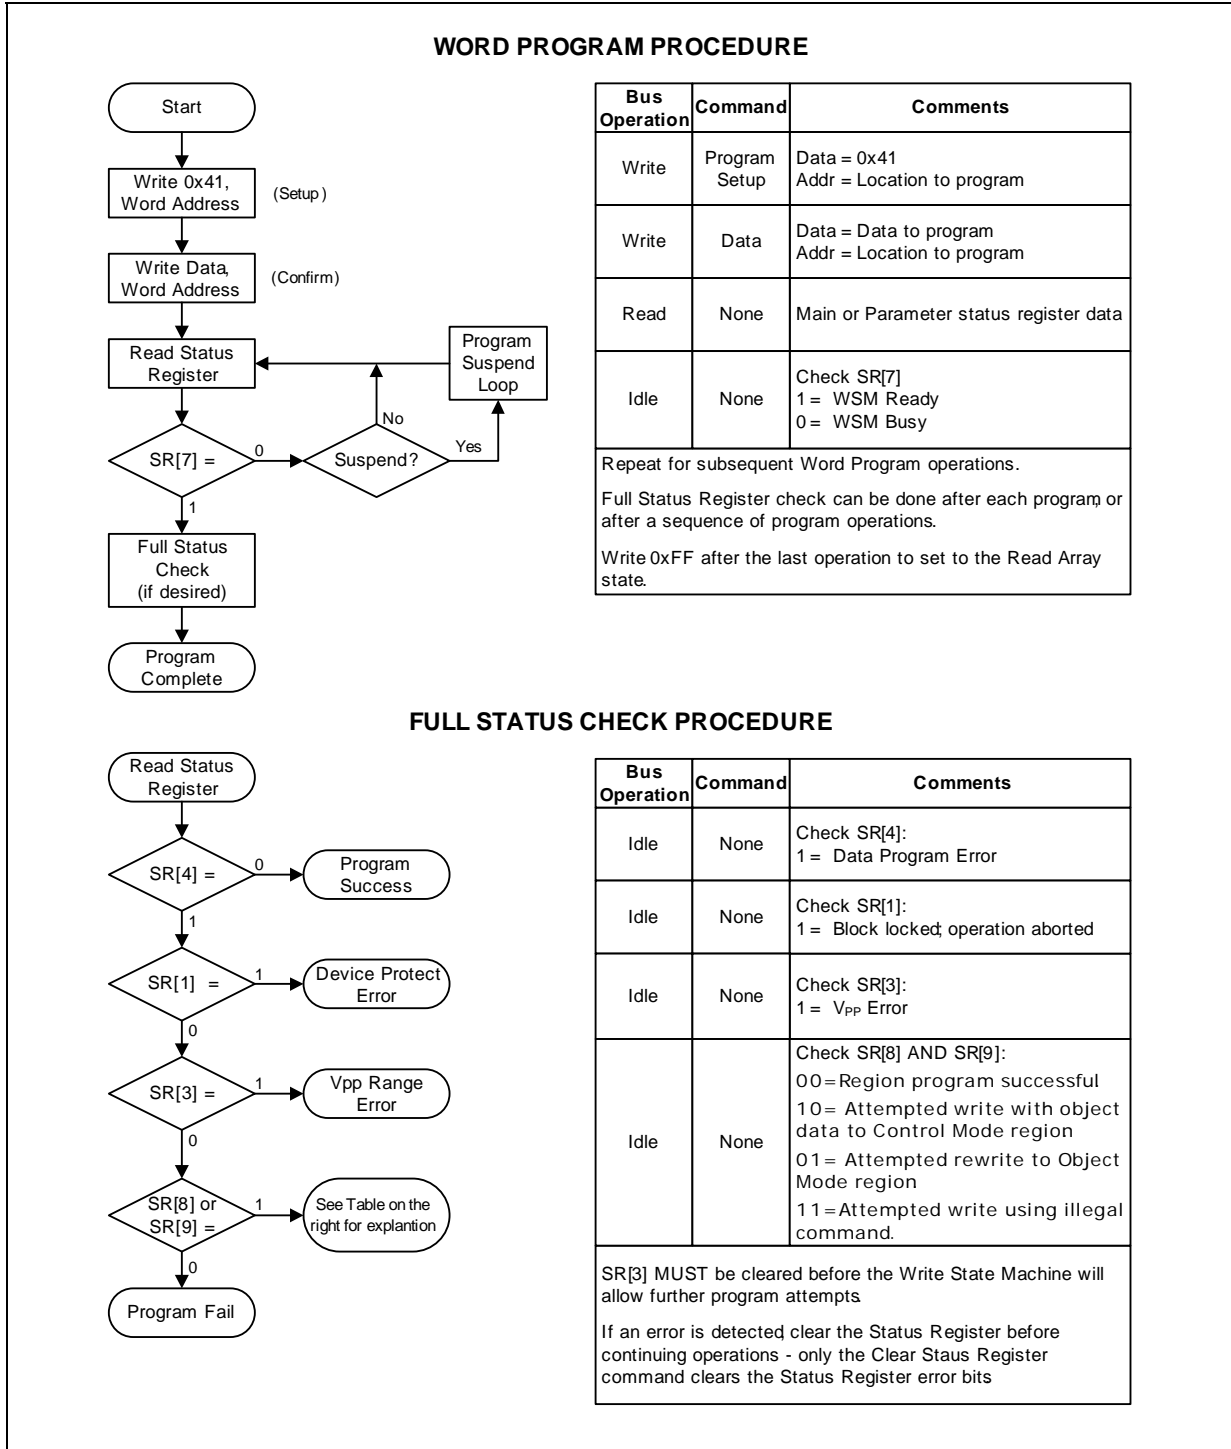 WORD PROGRAM PROCEDURE
Start
Write 0x41,
Word Address
(Setup)
Write Data,
Word Address
(Confirm)
Read Status
Register
Program
Suspend
Loop
No
SR[7] =
0
Suspend?
Yes
1
Full Status
Check
(if desired)
Program
Complete
Bus
Operation
Command
Comments
Write
Program
Setup
Data = 0x41
Addr = Location to program
Write
Data
Data = Data to program
Addr = Location to program
Read
None
Main or Parameter status register data
Idle
None
Check SR[7]
1 = WSM Ready
0 = WSM Busy
Repeat for subsequent Word Program operations.
Full Status Register check can be done after each program, or
after a sequence of program operations.
Write 0xFF after the last operation to set to the Read Array
state.
FULL STATUS CHECK PROCEDURE
Read Status
Register
SR[4] =
0
Program
Success
1
SR[1] =
1
Device Protect
Error
0
SR[3] =
1
Vpp Range
Error
0
SR[8] or
SR[9] =
1
See Table on the
right for explantion
0
Program Fail
Bus
Operation
Command
Comments
Idle
None
Check SR[4]:
1 = Data Program Error
Idle
None
Check SR[1]:
1 = Block locked; operation aborted
Idle
None
Check SR[3]:
1 = VPP Error
Idle
None
Check SR[8] AND SR[9]:
00=Region program successful
10= Attempted write with object
data to Control Mode region
01= Attempted rewrite to Object
Mode region
11=Attempted write using illegal
command.
SR[3] MUST be cleared before the Write State Machine will
allow further program attempts.
If an error is detected, clear the Status Register before
continuing operations - only the Clear Staus Register
command clears the Status Register error bits.